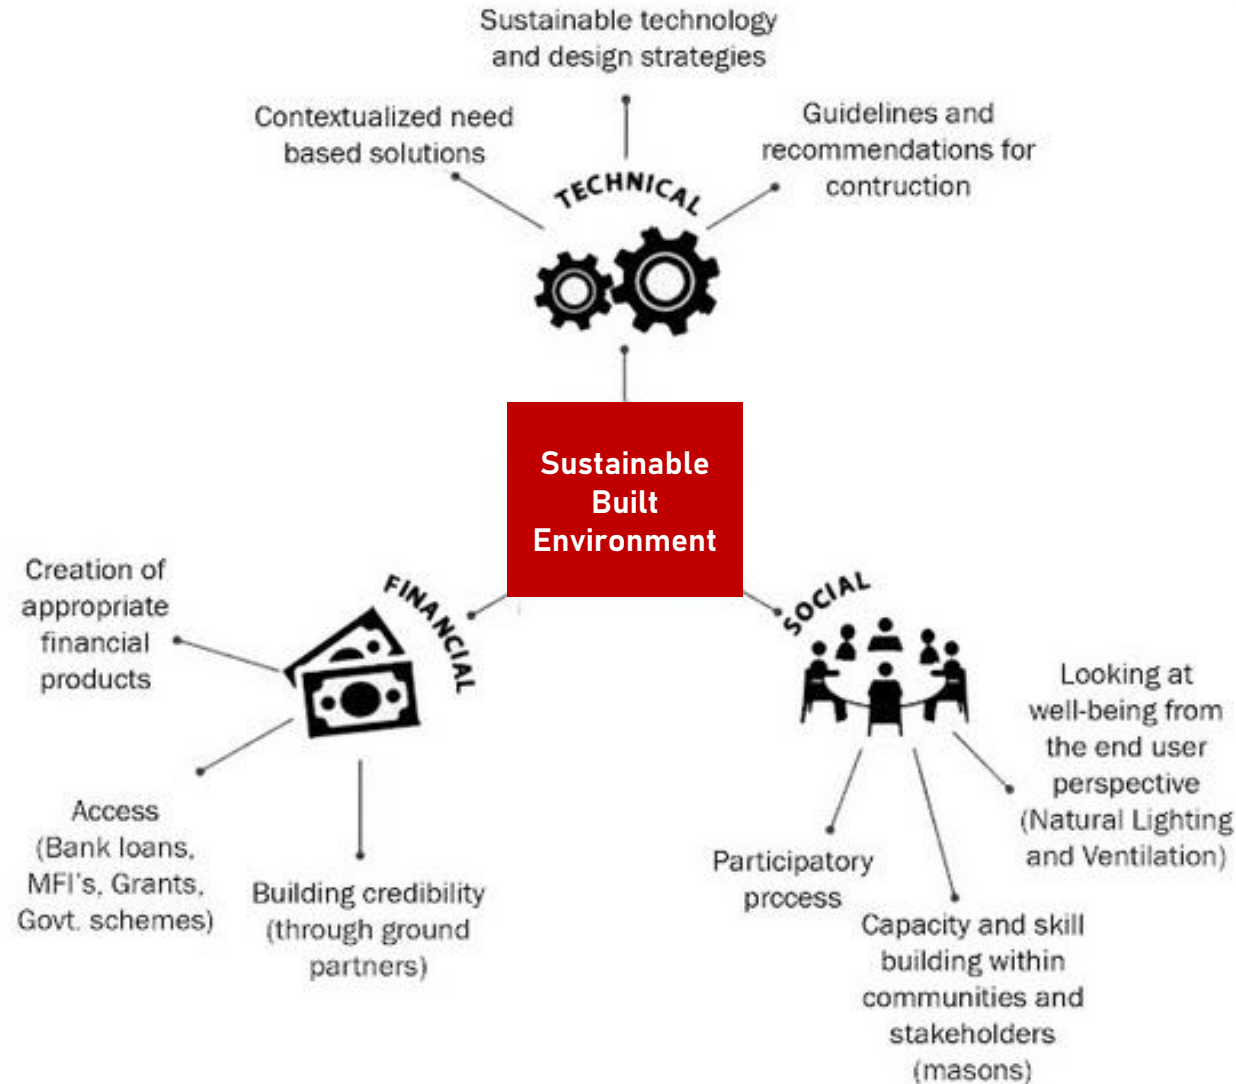 Sustainable technology
and design strategies
Contextualized need
based solutions
Guidelines and
recommendations for
contruction
TECHNICAL
Sustainable
Built
Environment
FINANCIAL
Creation of
appropriate
financial
products
Access
(Bank loans,
MFI's, Grants,
Govt. schemes)
Building credibility
(through ground
partners)
SOCIAL
Looking at
well-being from
the end user
perspective
(Natural Lighting
and Ventilation)
Participatory
process
Capacity and skill
building within
communities and
stakeholders
(masons)